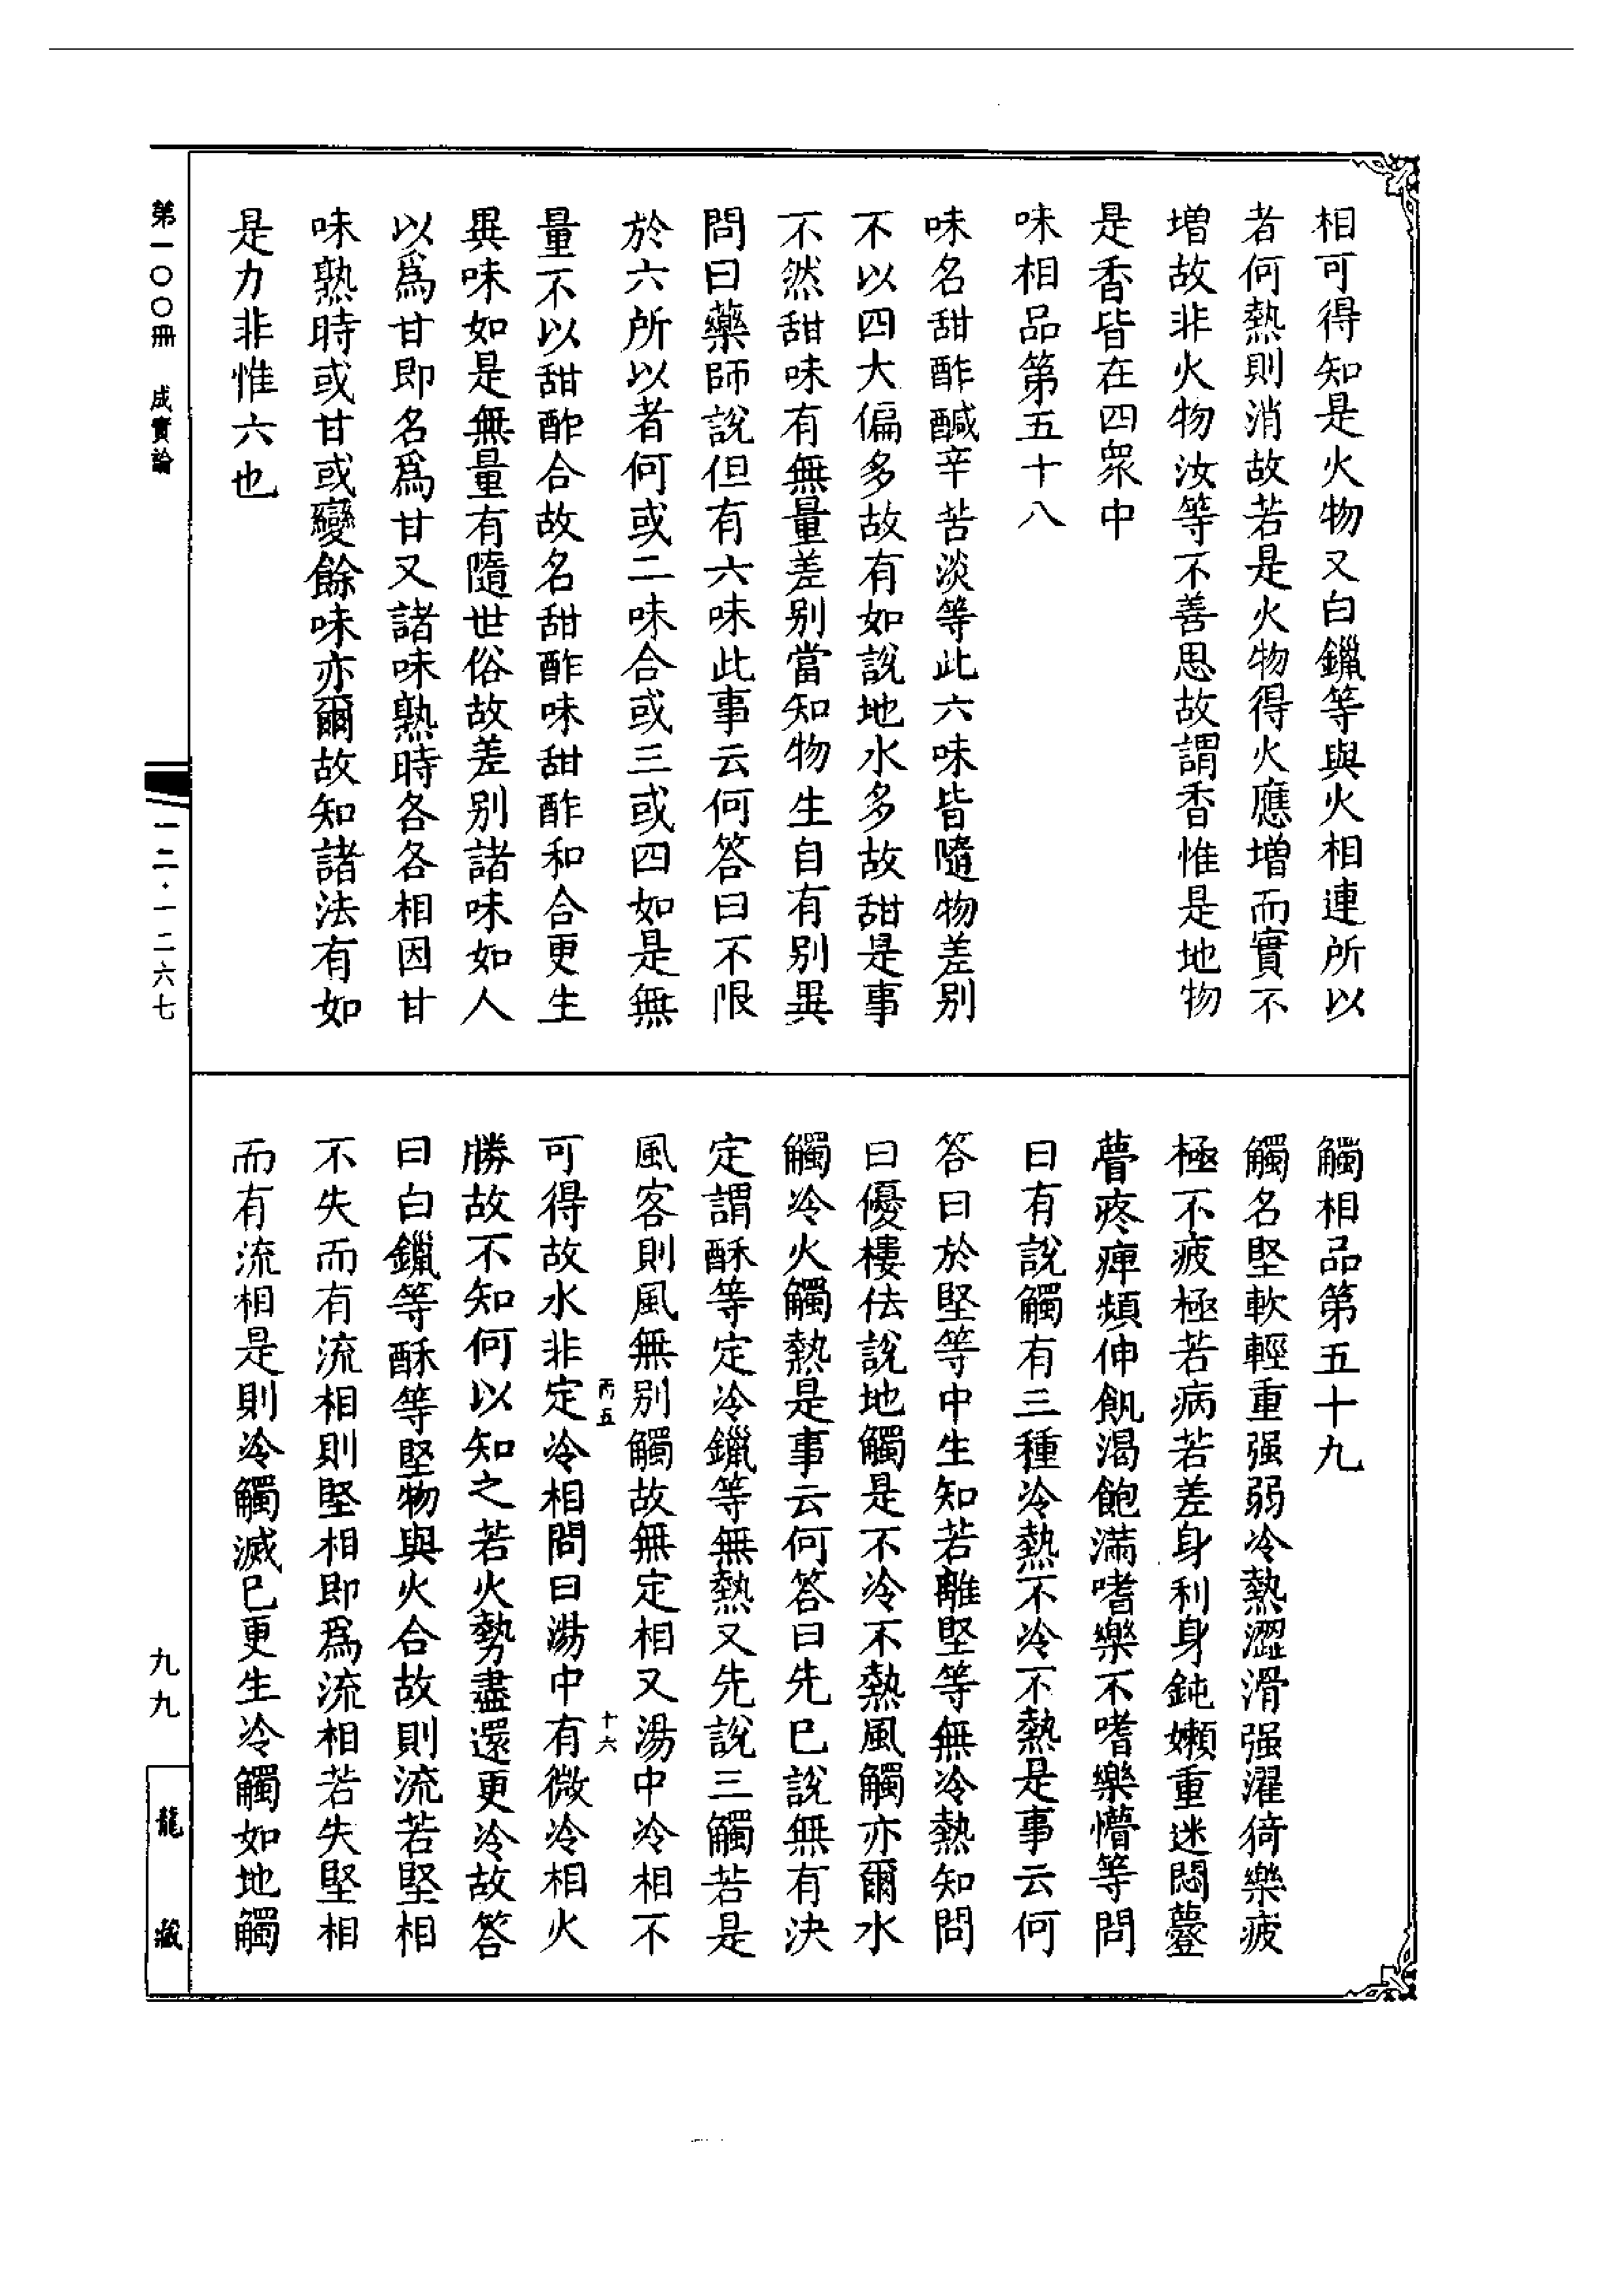 相可得知是火物又白鑞等與火相連所以
者何熱則消故若是火物得火應增而實不
增故非火物汝等不善思故謂香惟是地物
是香皆在四衆中
味相品第五十八
味名甜酢醎辛苦淡等此六味皆隨物差别
不以四大偏多故有如說地水多故甜是事
不然甜味有無量差别當知物生自有别異
問曰藥師說但有六味此事云何答曰不限
於六所以者何或二味合或三或四如是無
量不以甜酢合故名甜酢味甜酢和合更生
異味如是無量有隨世俗故差别諸味如人
以爲甘即名爲甘又諸味熟時各各相因甘
味熟時或甘或變餘味亦爾故知諸法有如
是力非惟六也
觸相品第五十九
觸名堅軟輕重强弱冷熱澀滑强濯猗樂疲
極不疲極若病若差身利身鈍嬾重迷悶蹬
瞢疼痺頻伸飢渴飽滿嗜樂不嗜樂懵等問
曰有說觸有三種冷熱不冷不熱是事云何
答曰於堅等中生知若離堅等無冷熱知問
曰優樓佉說地觸是不冷不熱風觸亦爾水
觸冷火觸熱是事云何答曰先已說無有決
定謂酥等定冷鑞等無熱又先說三觸若是
風客則風無别觸故無定相又湯中冷相不
丙五 十六
可得故水非定冷相問曰湯中有微冷相火
勝故不知何以知之若火勢盡還更冷故答
曰白鑞等酥等堅物與火合故則流若堅相
不失而有流相則堅相即爲流相若失堅相
而有流相是則冷觸滅已更生冷觸如地觸
第一〇〇冊 成實論
一二·一二六七
九九
龍藏